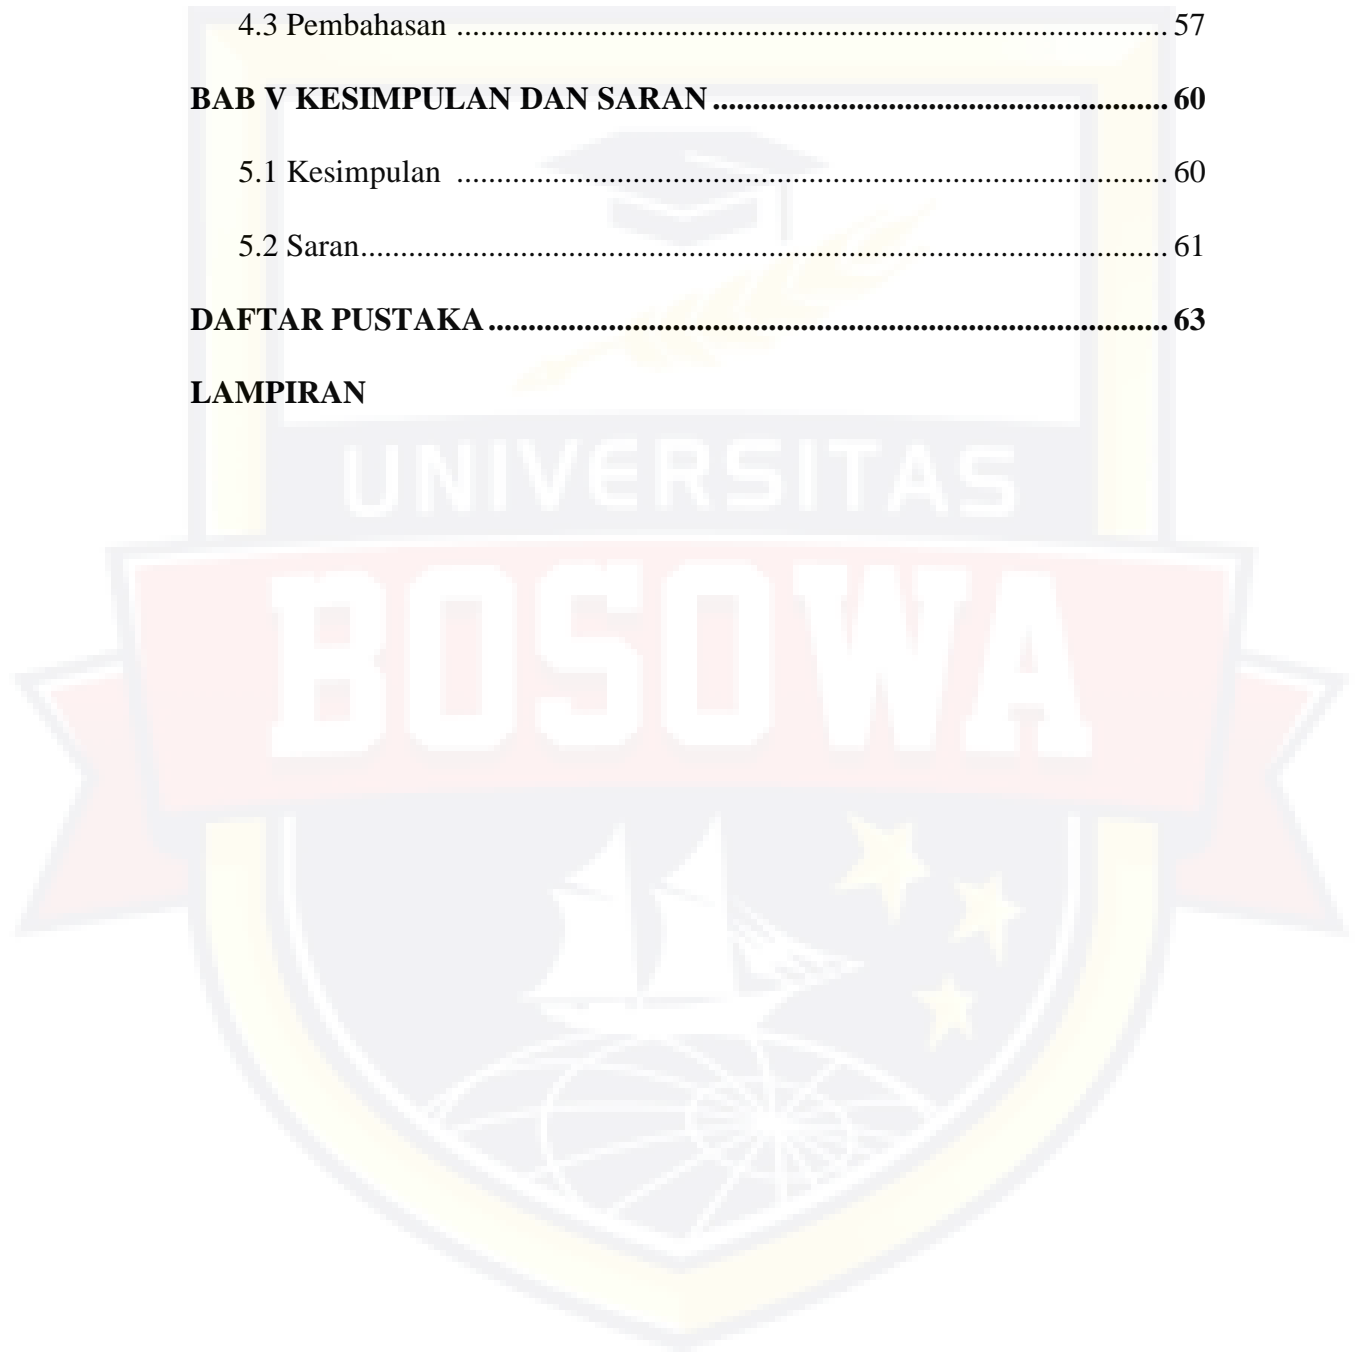 4.3 Pembahasan ......................................................................................... 57
BAB V KESIMPULAN DAN SARAN ......................................................... 60
5.1 Kesimpulan ......................................................................................... 60
5.2 Saran..................................................................................................... 61
DAFTAR PUSTAKA ..................................................................................... 63
LAMPIRAN
UNIVERSITAS
BOSOWA